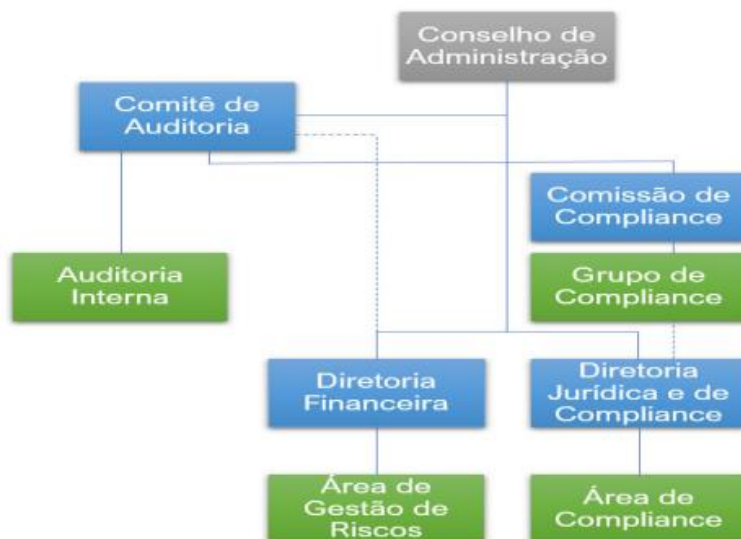 Conselho de
Administração
Comitê de
Auditoria
Comissão de
Compliance
Auditoria
Interna
Grupo de
Compliance
Diretoria
Financeira
Diretoria
Jurídica e de
Compliance
Área de
Gestão de
Riscos
Área de
Compliance